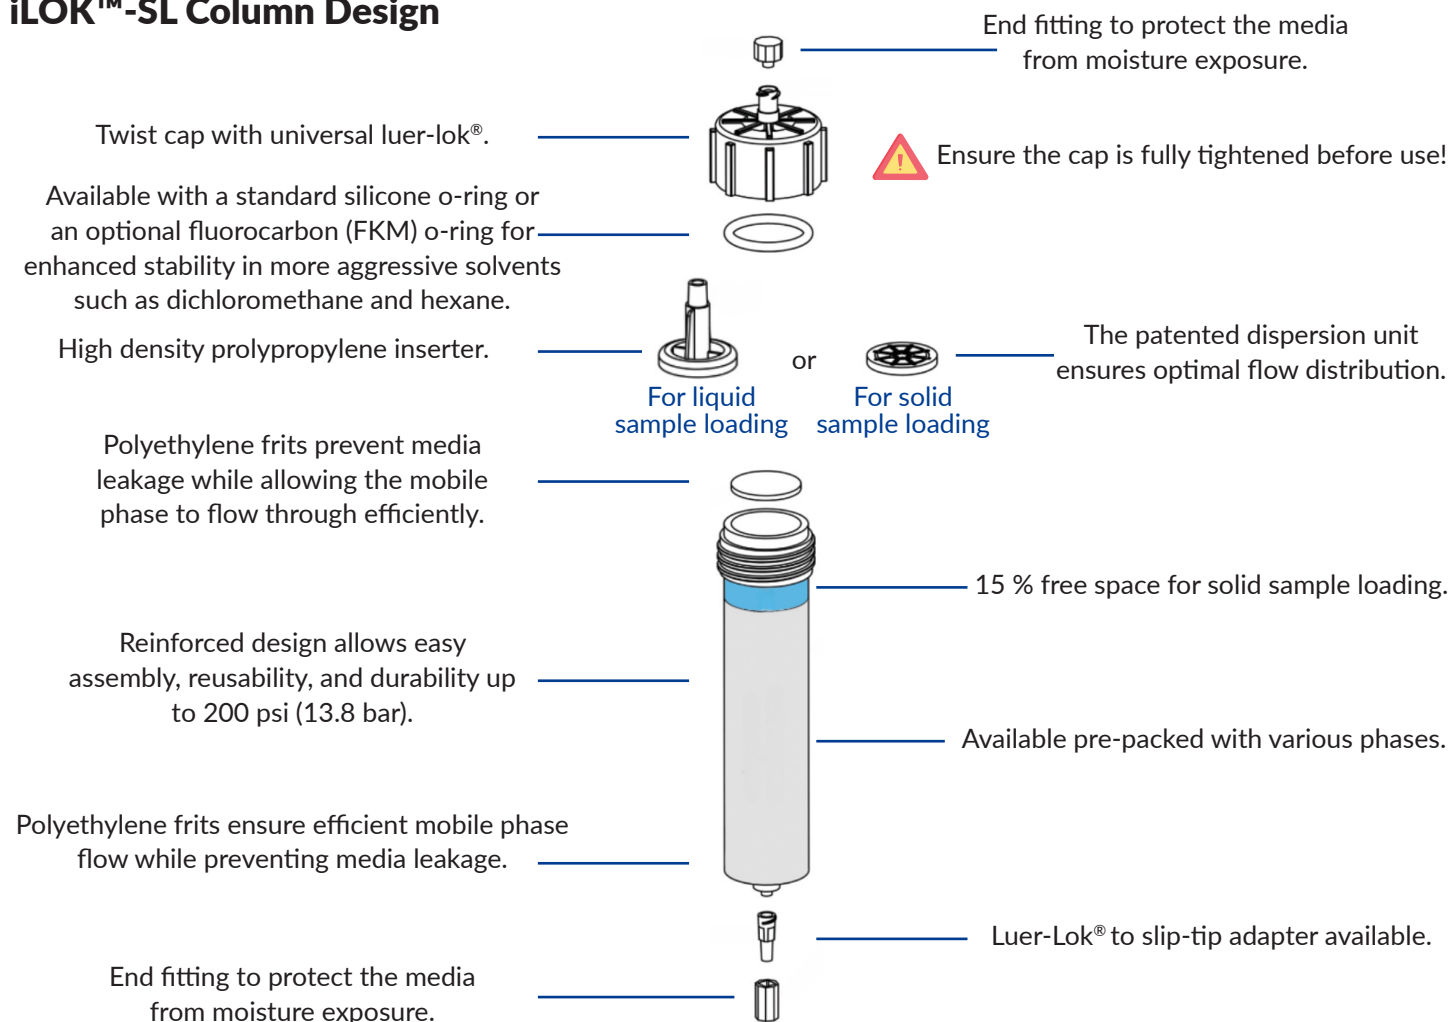 iLOK™-SL Column Design
End fitting to protect the media
from moisture exposure.
Twist cap with universal luer-lok®.
Ensure the cap is fully tightened before use!
Available with a standard silicone o-ring or
an optional fluorocarbon (FKM) o-ring for
enhanced stability in more aggressive solvents
such as dichloromethane and hexane.
High density prolypropylene inserter.
or
The patented dispersion unit
ensures optimal flow distribution.
For liquid
sample loading
For solid
sample loading
Polyethylene frits prevent media
leakage while allowing the mobile
phase to flow through efficiently.
15 % free space for solid sample loading.
Reinforced design allows easy
assembly, reusability, and durability up
to 200 psi (13.8 bar).
Available pre-packed with various phases.
Polyethylene frits ensure efficient mobile phase
flow while preventing media leakage.
Luer-Lok® to slip-tip adapter available.
End fitting to protect the media
from moisture exposure.